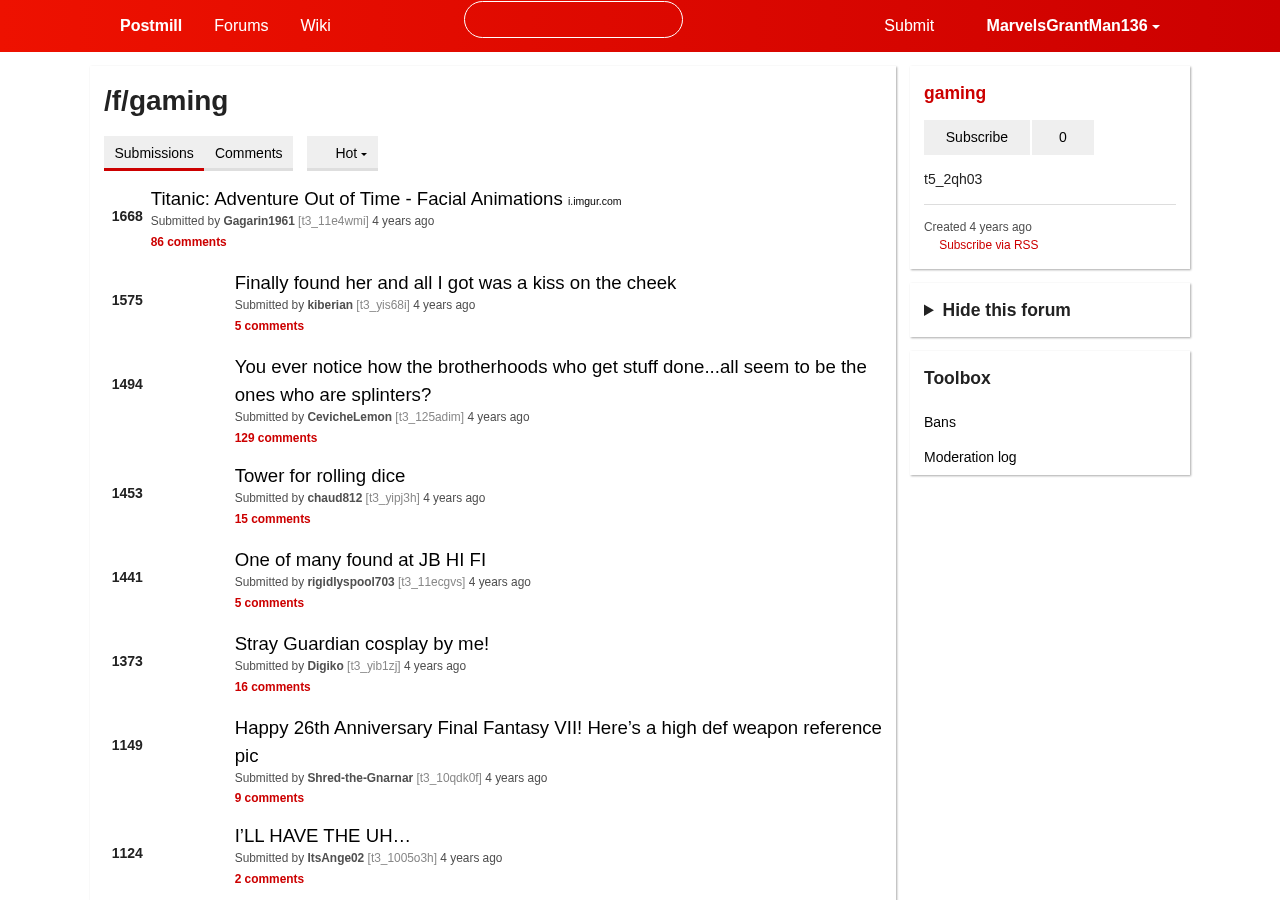 Postmill Forums Wiki Submit MarvelsGrantMan136
/f/gaming
Submissions Comments Hot
1668
Titanic: Adventure Out of Time - Facial Animations i.imgur.com
Submitted by Gagarin1961 [t3_11e4wmi] 4 years ago
86 comments
1575
Finally found her and all I got was a kiss on the cheek
Submitted by kiberian [t3_yis68i] 4 years ago
5 comments
1494
You ever notice how the brotherhoods who get stuff done...all seem to be the
ones who are splinters?
Submitted by CevicheLemon [t3_125adim] 4 years ago
129 comments
1453
Tower for rolling dice
Submitted by chaud812 [t3_yipj3h] 4 years ago
15 comments
1441
One of many found at JB HI FI
Submitted by rigidlyspool703 [t3_11ecgvs] 4 years ago
5 comments
1373
Stray Guardian cosplay by me!
Submitted by Digiko [t3_yib1zj] 4 years ago
16 comments
1149
Happy 26th Anniversary Final Fantasy VII! Here’s a high def weapon reference
pic
Submitted by Shred-the-Gnarnar [t3_10qdk0f] 4 years ago
9 comments
1124
I’LL HAVE THE UH…
Submitted by ItsAnge02 [t3_1005o3h] 4 years ago
2 comments
gaming
Subscribe 0
t5_2qh03
Created 4 years ago
Subscribe via RSS
Hide this forum
Toolbox
Bans
Moderation log